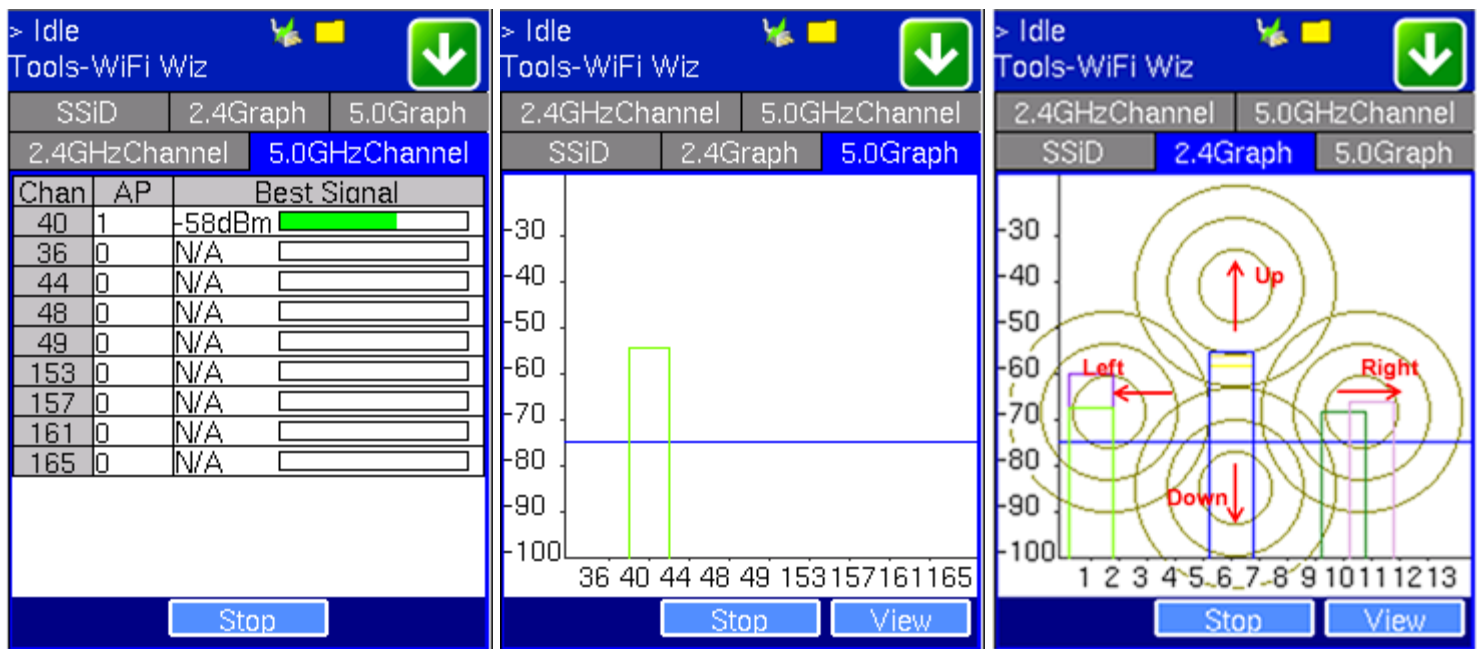 > Idle
Tools-WiFi Wiz
SSiD 2.4Graph 5.0Graph
2.4GHzChannel 5.0GHzChannel
Chan AP Best Signal
40 1 -58dBm
36 0 N/A
44 0 N/A
48 0 N/A
49 0 N/A
153 0 N/A
157 0 N/A
161 0 N/A
165 0 N/A
Stop
> Idle
Tools-WiFi Wiz
2.4GHzChannel 5.0GHzChannel
SSiD 2.4Graph 5.0Graph
-30
-40
-50
-60
-70
-80
-90
-100
36 40 44 48 49 153 157 161 165
Stop View
> Idle
Tools-WiFi Wiz
2.4GHzChannel 5.0GHzChannel
SSiD 2.4Graph 5.0Graph
-30
-40 Up
-50
-60 Left Right
-70
-80
-90 Down
-100
1 2 3 4 5 6 7 8 9 10 11 12 13
Stop View